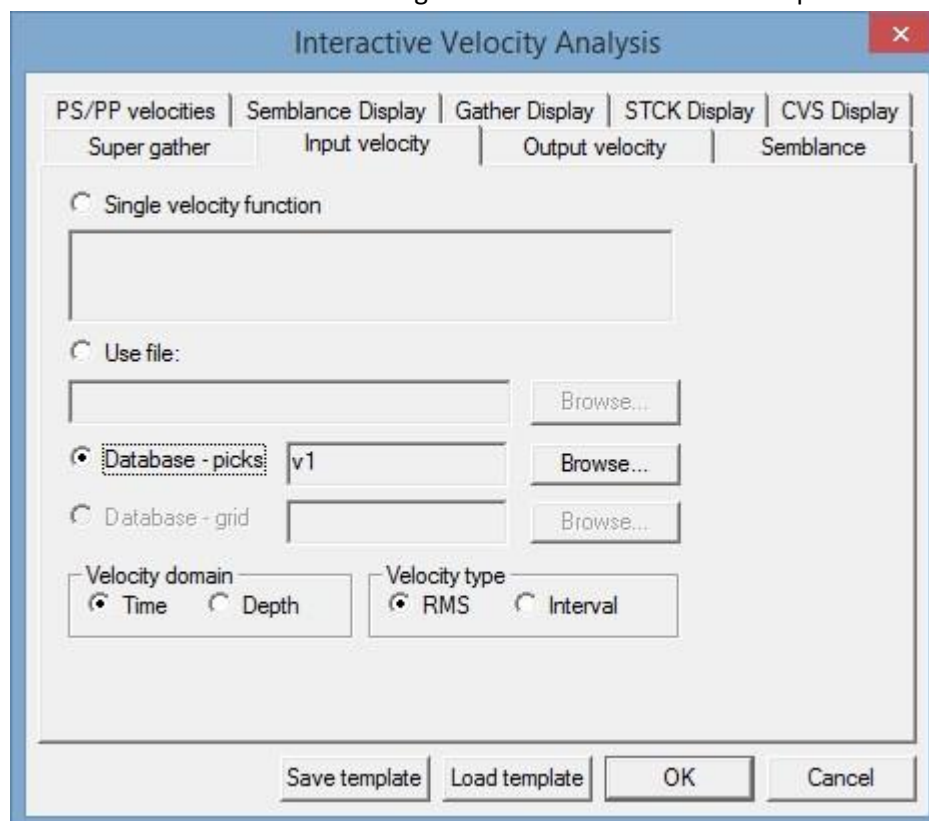 Interactive Velocity Analysis
PS/PP velocities Semblance Display Gather Display STCK Display CVS Display
Super gather Input velocity Output velocity Semblance
Single velocity function
Use file:
Browse...
Database - picks v1 Browse...
Database - grid Browse...
Velocity domain Velocity type
Time Depth RMS Interval
Save template Load template OK Cancel